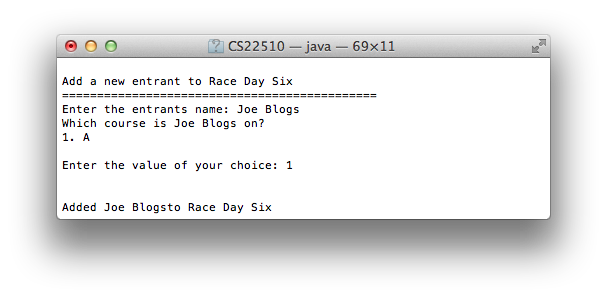 CS22510 — java — 69×11
Add a new entrant to Race Day Six
=============================================
Enter the entrants name: Joe Blogs
Which course is Joe Blogs on?
1. A
Enter the value of your choice: 1
Added Joe Blogsto Race Day Six